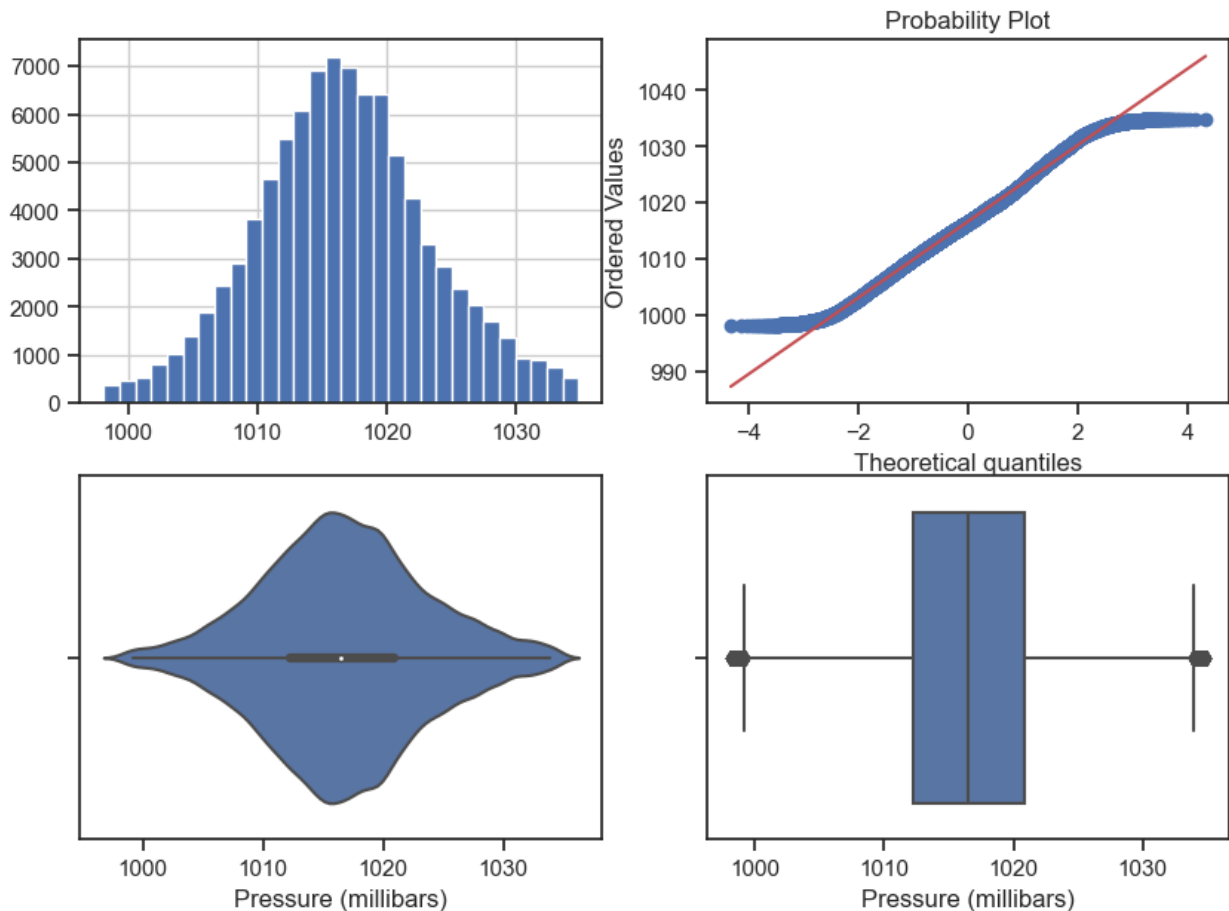 7000
6000
5000
4000
3000
2000
1000
0
1000 1010 1020 1030
Probability Plot
Ordered Values
1040
1030
1020
1010
1000
990
−4 −2 0 2 4
Theoretical quantiles
1000 1010 1020 1030
Pressure (millibars)
1000 1010 1020 1030
Pressure (millibars)